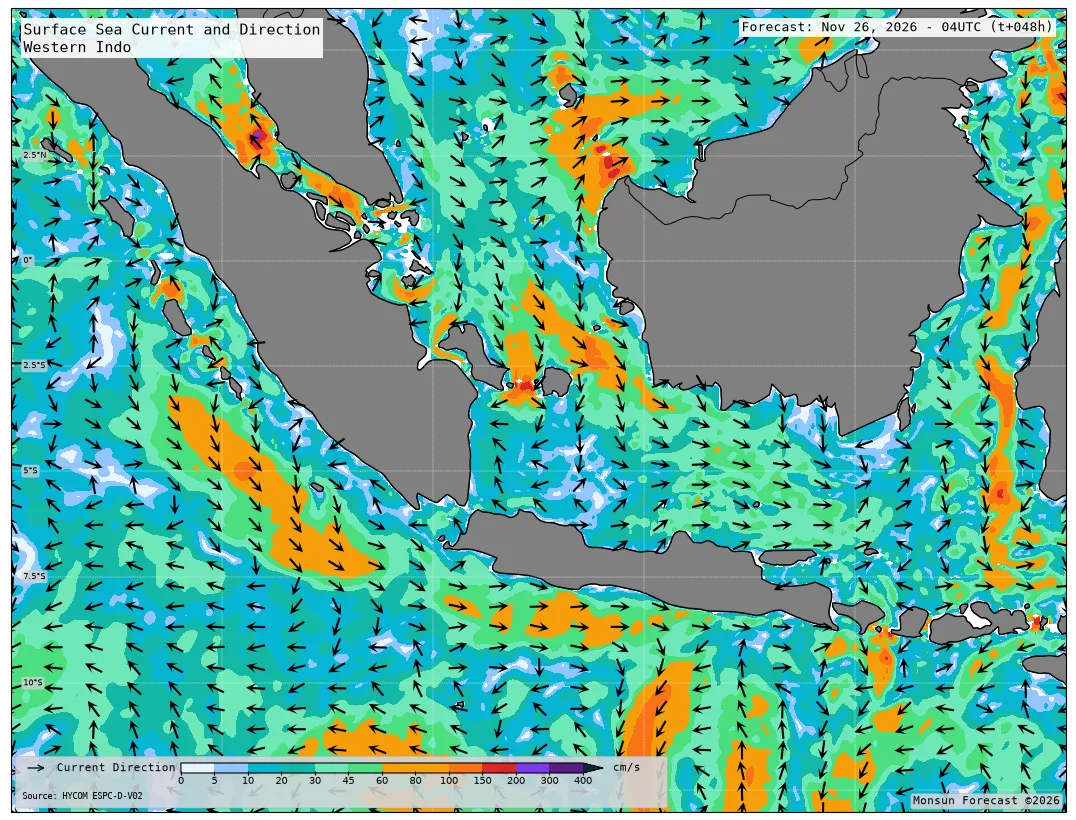 Surface Sea Current and Direction
Western Indo
Forecast: Nov 26, 2026 - 04UTC (t+048h)
2.5°N
0°
2.5°S
5°S
7.5°S
10°S
Current Direction
0 5 10 20 30 45 60 80 100 150 200 300 400 cm/s
Source: HYCOM ESPC-D-V02
Monsun Forecast ©2026